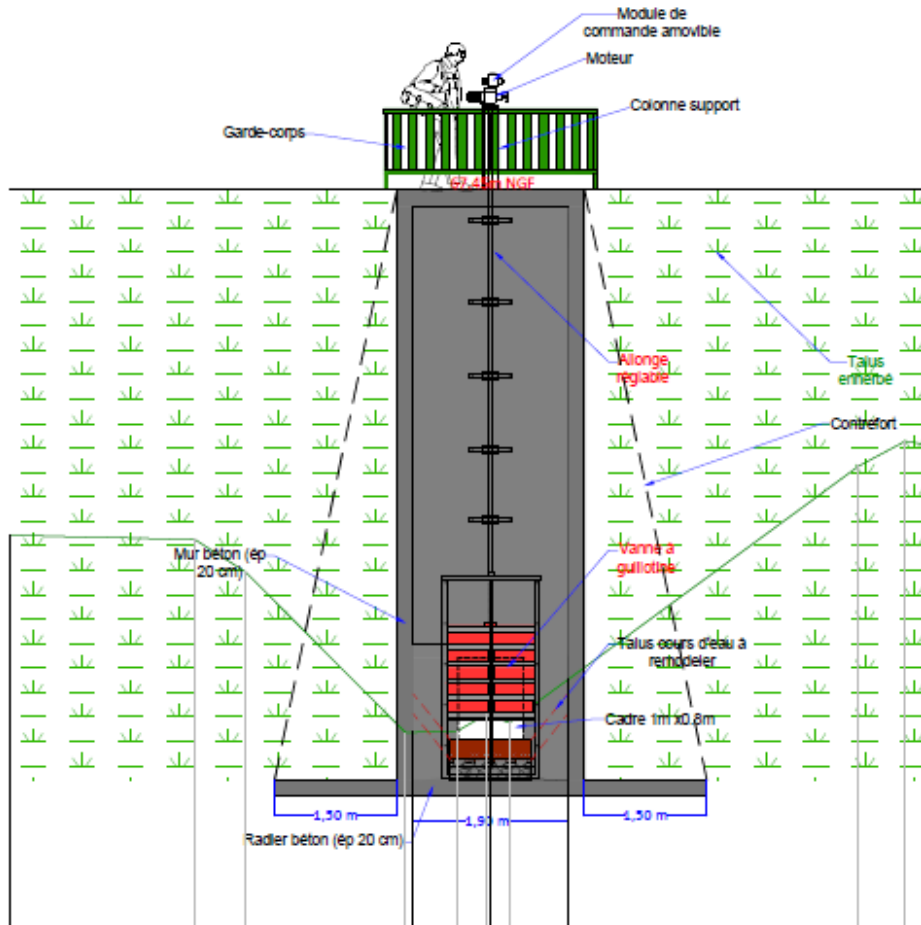 Module de
commande amovible
Moteur
Colonne support
Garde-corps
67.45m NGF
Allonge
réglable
Talus
enherbé
Contrefort
Mur béton (ép
20 cm)
Vanne à
guillotine
Talus cours d'eau à
remodeler
Cadre 1m x0.8m
1,50 m
1,90 m
1,50 m
Radier béton (ép 20 cm)